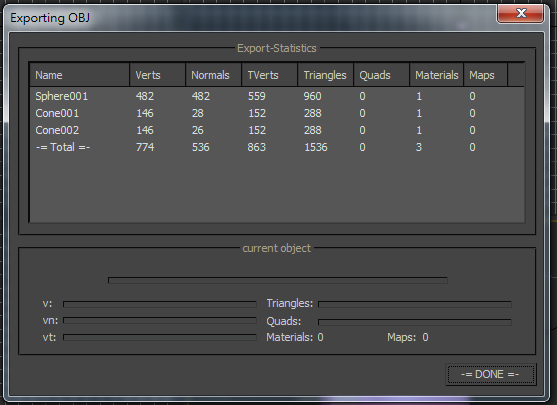 Exporting OBJ
Export-Statistics
Name Verts Normals TVerts Triangles Quads Materials Maps
Sphere001 482 482 559 960 0 1 0
Cone001 146 28 152 288 0 1 0
Cone002 146 26 152 288 0 1 0
-= Total =- 774 536 863 1536 0 3 0
current object
v: Triangles:
vn: Quads:
vt: Materials: 0 Maps: 0
-= DONE =-